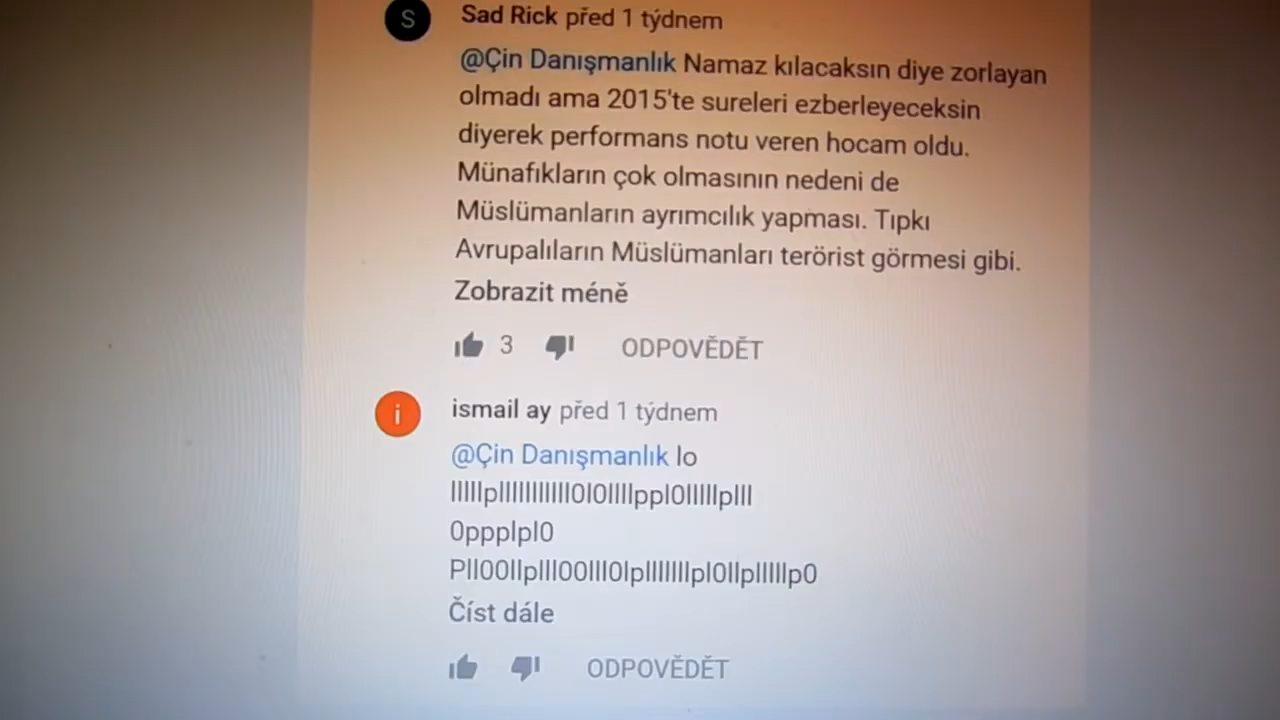 S
Sad Rick před 1 týdnem
@Çin Danışmanlık Namaz kılacaksın diye zorlayan
olmadı ama 2015'te sureleri ezberleyeceksin
diyerek performans notu veren hocam oldu.
Münafıkların çok olmasının nedeni de
Müslümanların ayrımcılık yapması. Tıpkı
Avrupalıların Müslümanları terörist görmesi gibi.
Zobrazit méně
3 ODPOVĚDĚT
i
ismail ay před 1 týdnem
@Çin Danışmanlık lo
0ppplpl0
Číst dále
ODPOVĚDĚT